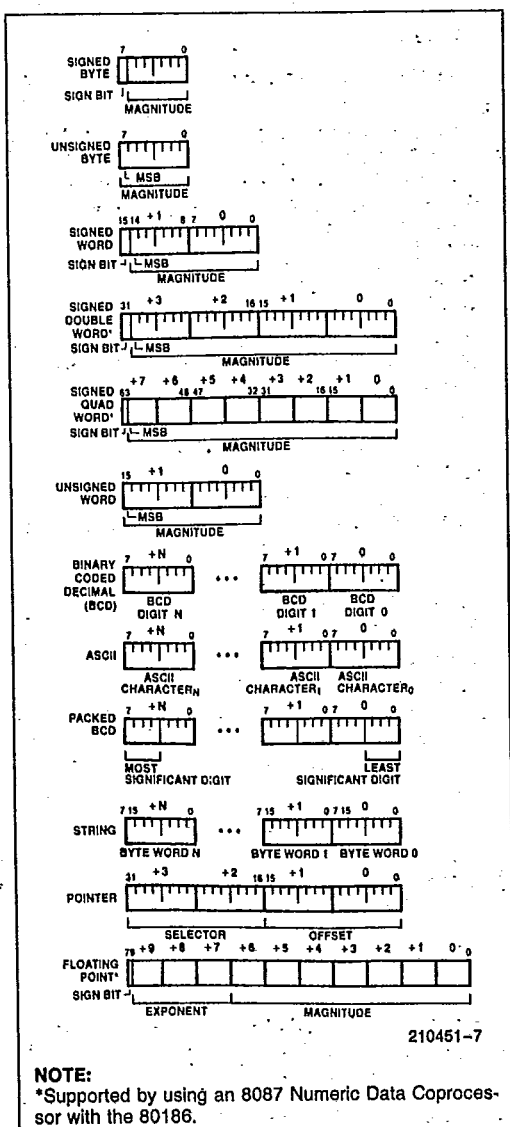 7 0
SIGNED
BYTE
SIGN BIT
MAGNITUDE
7 0
UNSIGNED
BYTE
MSB
MAGNITUDE
15 14 +1 8 7 0 0
SIGNED
WORD
SIGN BIT MSB
MAGNITUDE
31 +3 +2 16 15 +1 0 0
SIGNED
DOUBLE
WORD*
SIGN BIT MSB
MAGNITUDE
+7 +6 +5 +4 +3 +2 +1 0
63 48 47 32 31 16 15 0
SIGNED
QUAD
WORD*
SIGN BIT MSB
MAGNITUDE
15 +1 0 0
UNSIGNED
WORD
MSB
MAGNITUDE
7 +N 0 ••• 7 +1 0 7 0 0
BINARY
CODED
DECIMAL
(BCD)
BCD BCD BCD
DIGIT N DIGIT 1 DIGIT 0
7 +N 0 ••• 7 +1 0 7 0 0
ASCII
ASCII ASCII ASCII
CHARACTERN CHARACTER1 CHARACTER0
7 +N 0 ••• 7 +1 0 7 0 0
PACKED
BCD
MOST LEAST
SIGNIFICANT DIGIT SIGNIFICANT DIGIT
7 15 +N 0 ••• 7 15 +1 0 7 15 0 0
STRING
BYTE WORD N BYTE WORD 1 BYTE WORD 0
31 +3 +2 16 15 +1 0 0
POINTER
SELECTOR OFFSET
79 +9 +8 +7 +6 +5 +4 +3 +2 +1 0 0
FLOATING
POINT*
SIGN BIT
EXPONENT MAGNITUDE
210451-7
NOTE:
*Supported by using an 8087 Numeric Data Coproces-
sor with the 80186.